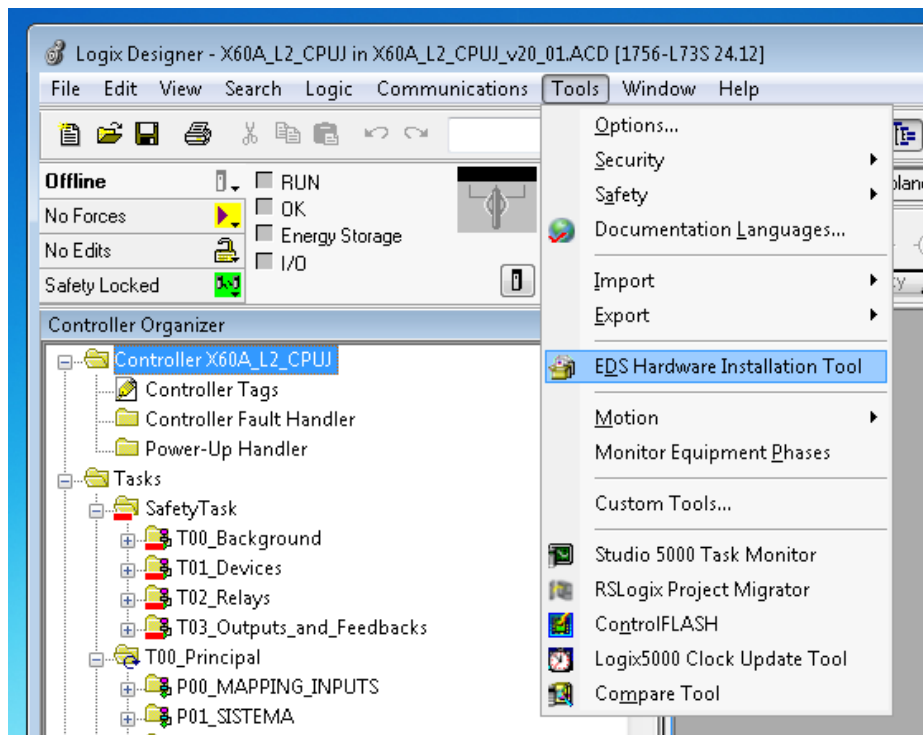 Logix Designer - X60A_L2_CPUJ in X60A_L2_CPUJ_v20_01.ACD [1756-L73S 24.12]
File Edit View Search Logic Communications Tools Window Help
Offline
RUN
No Forces
OK
Energy Storage
No Edits
I/O
Safety Locked
Controller Organizer
Controller X60A_L2_CPUJ
Controller Tags
Controller Fault Handler
Power-Up Handler
Tasks
SafetyTask
T00_Background
T01_Devices
T02_Relays
T03_Outputs_and_Feedbacks
T00_Principal
P00_MAPPING_INPUTS
P01_SISTEMA
Options...
Security
Safety
Documentation Languages...
Import
Export
EDS Hardware Installation Tool
Motion
Monitor Equipment Phases
Custom Tools...
Studio 5000 Task Monitor
RSLogix Project Migrator
ControlFLASH
Logix5000 Clock Update Tool
Compare Tool